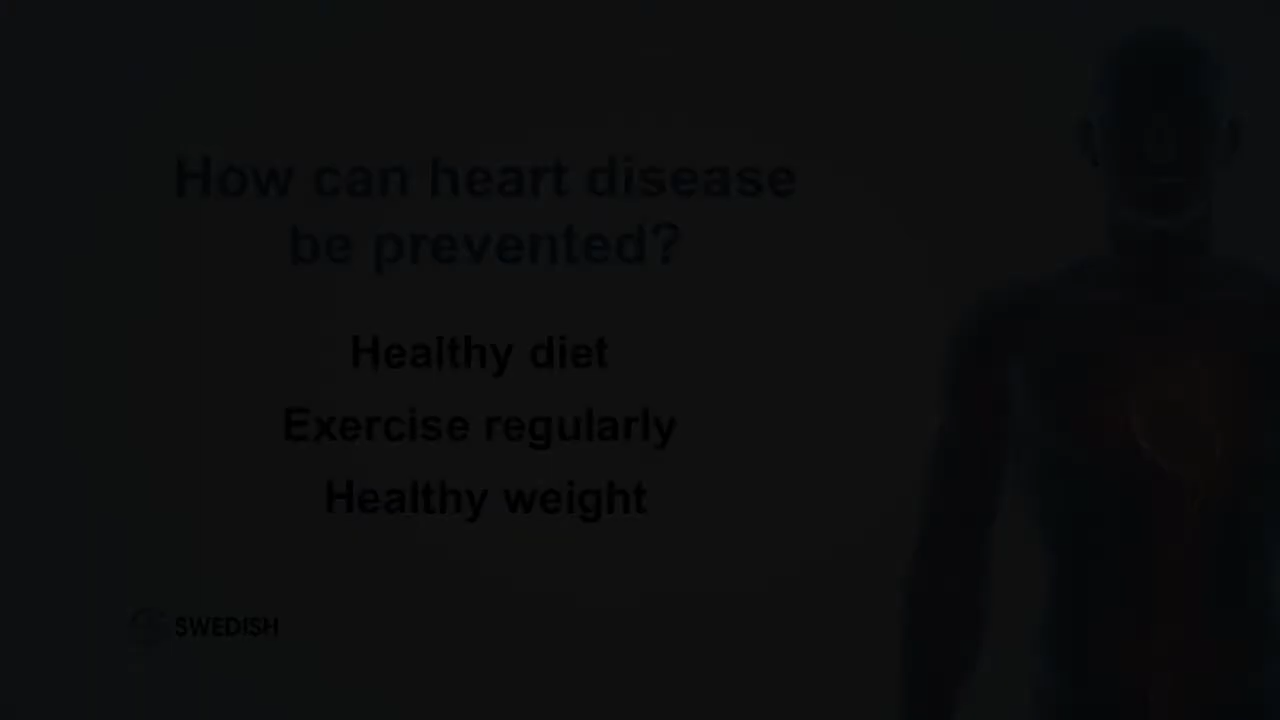 How can heart disease
be prevented?
Healthy diet
Exercise regularly
Healthy weight
SWEDISH